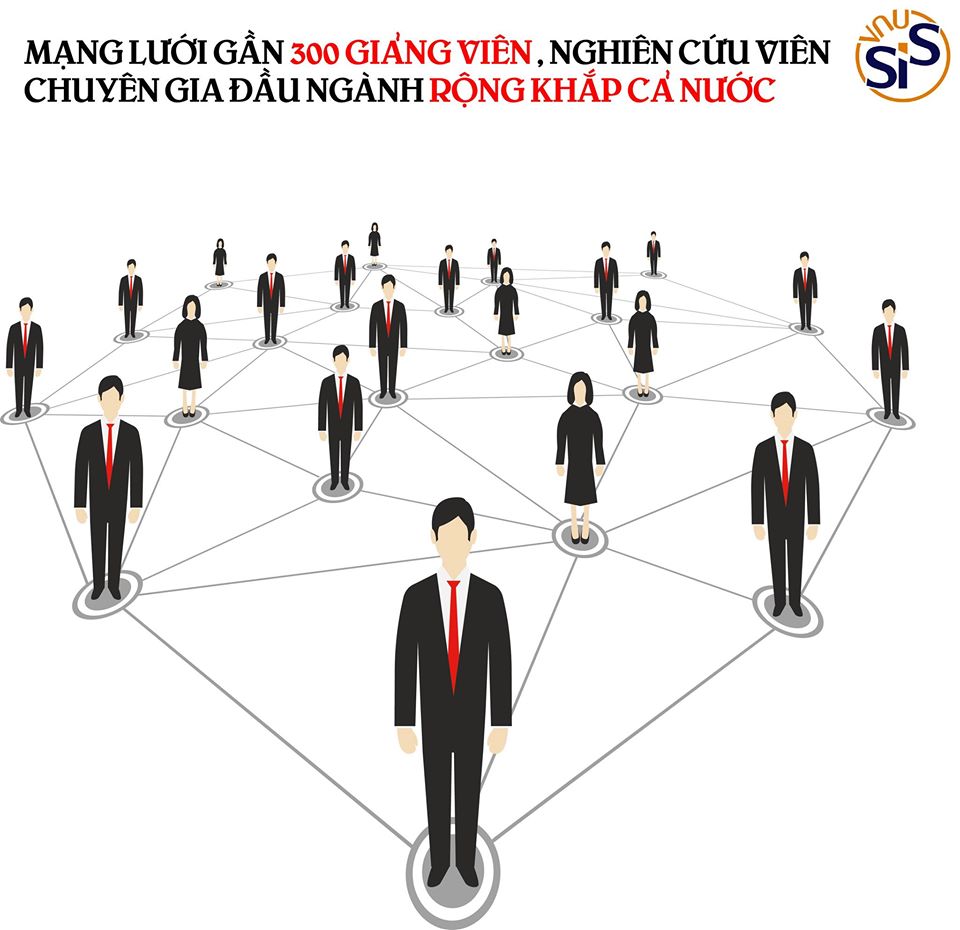 MẠNG LƯỚI GẦN 300 GIẢNG VIÊN, NGHIÊN CỨU VIÊN
CHUYÊN GIA ĐẦU NGÀNH RỘNG KHẮP CẢ NƯỚC
VNU
SIS